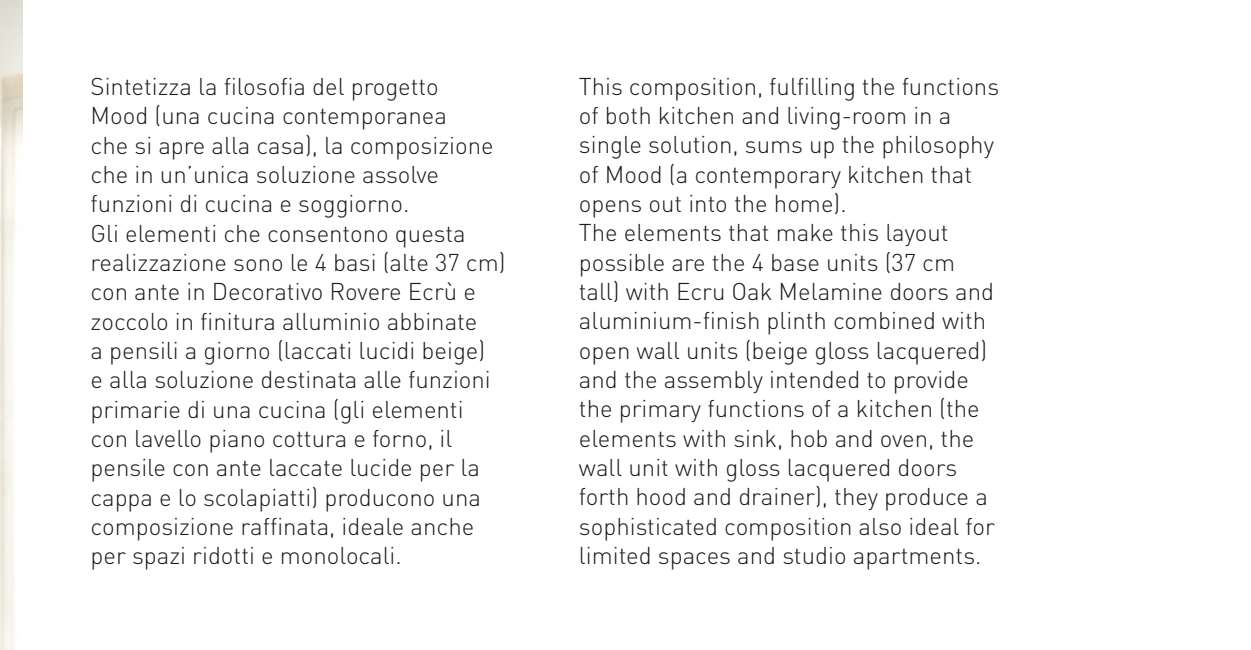 Sintetizza la filosofia del progetto
Mood (una cucina contemporanea
che si apre alla casa), la composizione
che in un'unica soluzione assolve
funzioni di cucina e soggiorno.
Gli elementi che consentono questa
realizzazione sono le 4 basi (alte 37 cm)
con ante in Decorativo Rovere Ecrù e
zoccolo in finitura alluminio abbinate
a pensili a giorno (laccati lucidi beige)
e alla soluzione destinata alle funzioni
primarie di una cucina (gli elementi
con lavello piano cottura e forno, il
pensile con ante laccate lucide per la
cappa e lo scolapiatti) producono una
composizione raffinata, ideale anche
per spazi ridotti e monolocali.
This composition, fulfilling the functions
of both kitchen and living-room in a
single solution, sums up the philosophy
of Mood (a contemporary kitchen that
opens out into the home).
The elements that make this layout
possible are the 4 base units (37 cm
tall) with Ecru Oak Melamine doors and
aluminium-finish plinth combined with
open wall units (beige gloss lacquered)
and the assembly intended to provide
the primary functions of a kitchen (the
elements with sink, hob and oven, the
wall unit with gloss lacquered doors
forth hood and drainer), they produce a
sophisticated composition also ideal for
limited spaces and studio apartments.